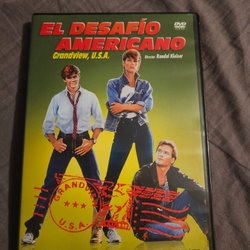 EL DESAFÍO
AMERICANO
Grandview, U.S.A.
DVD
Director Randal Kleiser
GRANDVIEW
U.S.A.